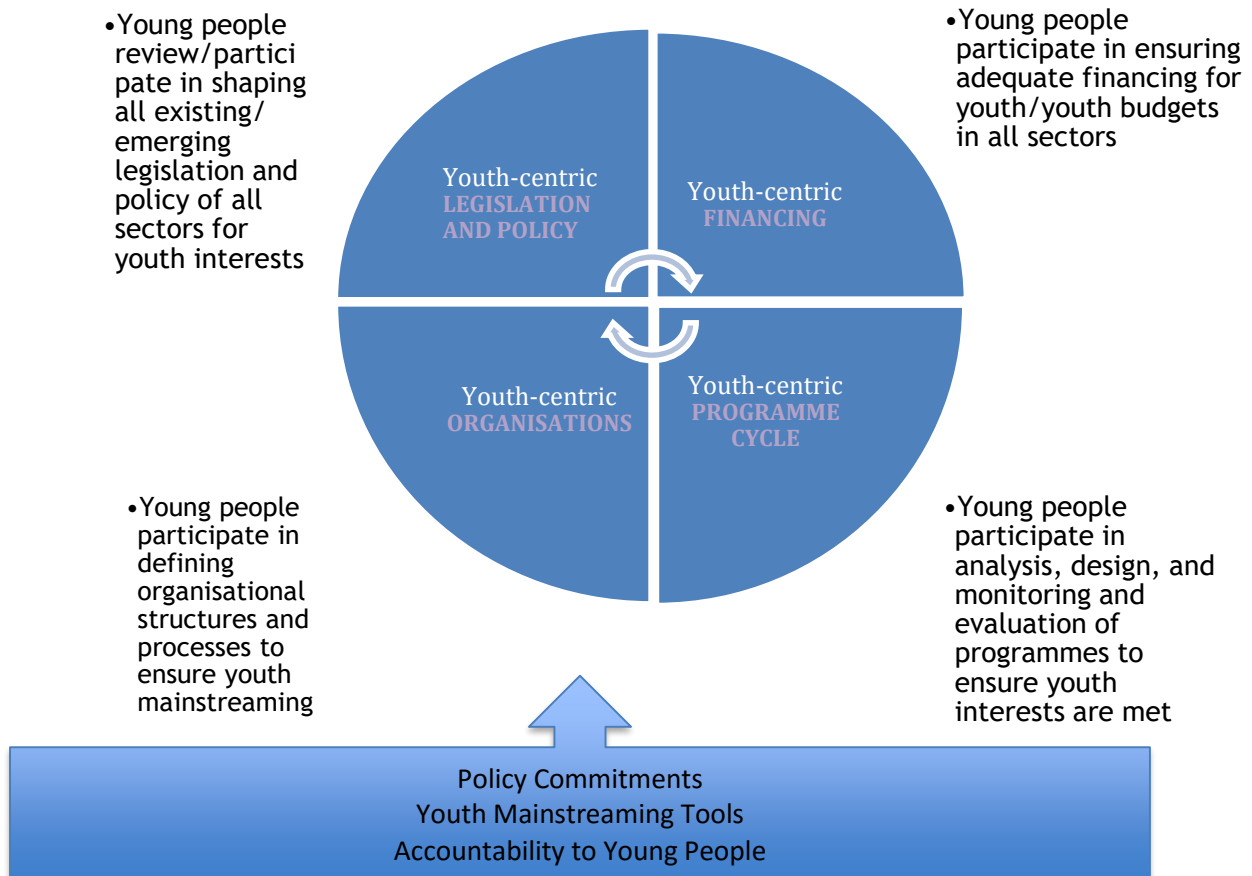 •Young people
review/partici
pate in shaping
all existing/
emerging
legislation and
policy of all
sectors for
youth interests
•Young people
participate in ensuring
adequate financing for
youth/youth budgets
in all sectors
Youth-centric
LEGISLATION
AND POLICY
Youth-centric
FINANCING
Youth-centric
ORGANISATIONS
Youth-centric
PROGRAMME
CYCLE
•Young people
participate in
defining
organisational
structures and
processes to
ensure youth
mainstreaming
•Young people
participate in
analysis, design, and
monitoring and
evaluation of
programmes to
ensure youth
interests are met
Policy Commitments
Youth Mainstreaming Tools
Accountability to Young People